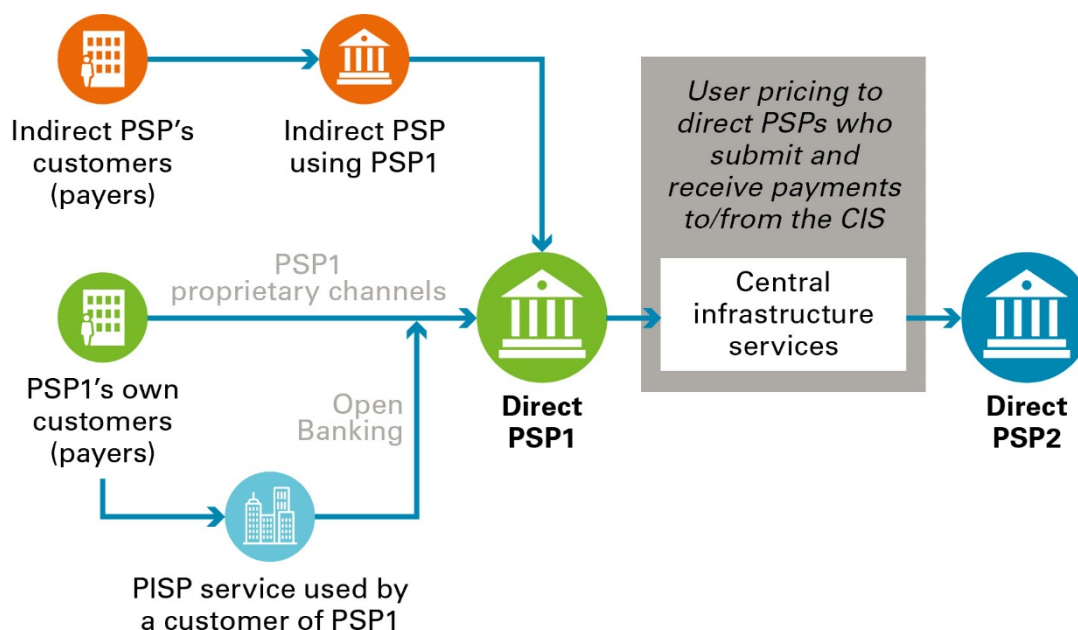 Indirect PSP's
customers
(payers)
Indirect PSP
using PSP1
User pricing to
direct PSPs who
submit and
receive payments
to/from the CIS
PSP1
proprietary channels
Central
infrastructure
services
PSP1's own
customers
(payers)
Open
Banking
Direct
PSP1
Direct
PSP2
PISP service used by
a customer of PSP1